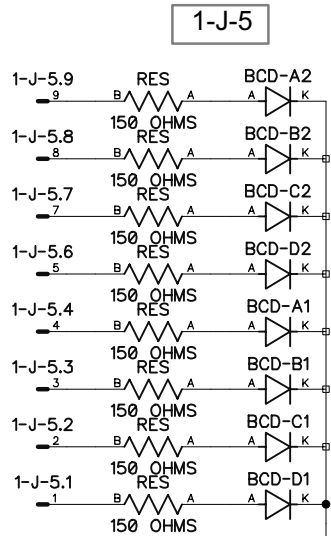 1-J-5
1-J-5.9 RES BCD-A2
9 B A A K
150 OHMS
1-J-5.8 RES BCD-B2
8 B A A K
150 OHMS
1-J-5.7 RES BCD-C2
7 B A A K
150 OHMS
1-J-5.6 RES BCD-D2
5 B A A K
150 OHMS
1-J-5.4 RES BCD-A1
4 B A A K
150 OHMS
1-J-5.3 RES BCD-B1
3 B A A K
150 OHMS
1-J-5.2 RES BCD-C1
2 B A A K
150 OHMS
1-J-5.1 RES BCD-D1
1 B A A K
150 OHMS